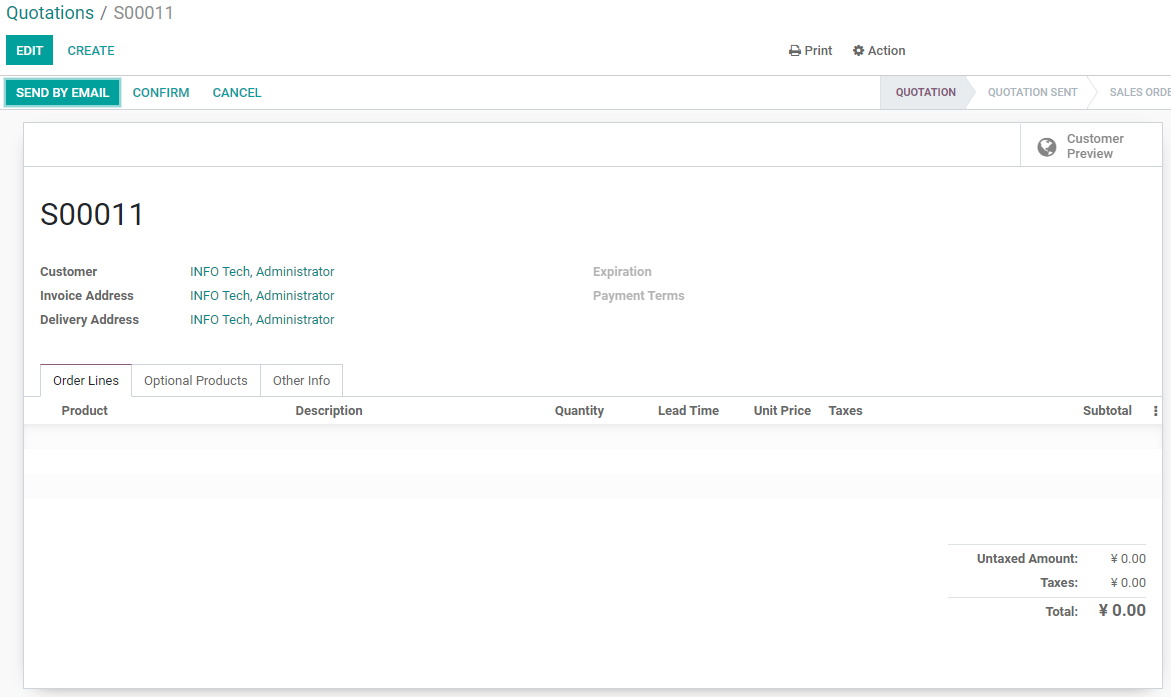 Quotations / S00011
EDIT CREATE Print Action
SEND BY EMAIL CONFIRM CANCEL QUOTATION QUOTATION SENT SALES ORDE
Customer
Preview
S00011
Customer INFO Tech, Administrator Expiration
Invoice Address INFO Tech, Administrator Payment Terms
Delivery Address INFO Tech, Administrator
Order Lines Optional Products Other Info
Product Description Quantity Lead Time Unit Price Taxes Subtotal
Untaxed Amount: ¥ 0.00
Taxes: ¥ 0.00
Total: ¥ 0.00